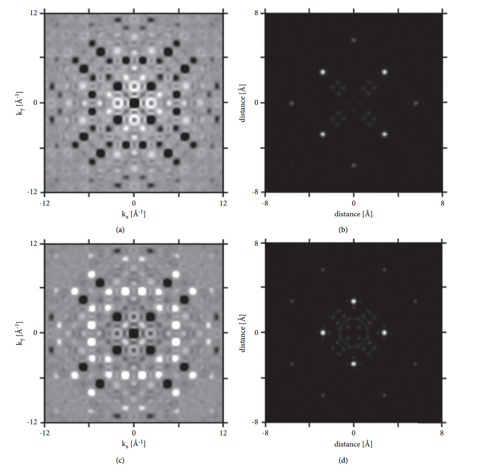 12
0
-12
k_y [Å⁻¹]
-12 0 12
k_x [Å⁻¹]
(a)
8
0
-8
distance [Å]
-8 0 8
distance [Å]
(b)
12
0
-12
k_y [Å⁻¹]
-12 0 12
k_x [Å⁻¹]
(c)
8
0
-8
distance [Å]
-8 0 8
distance [Å]
(d)